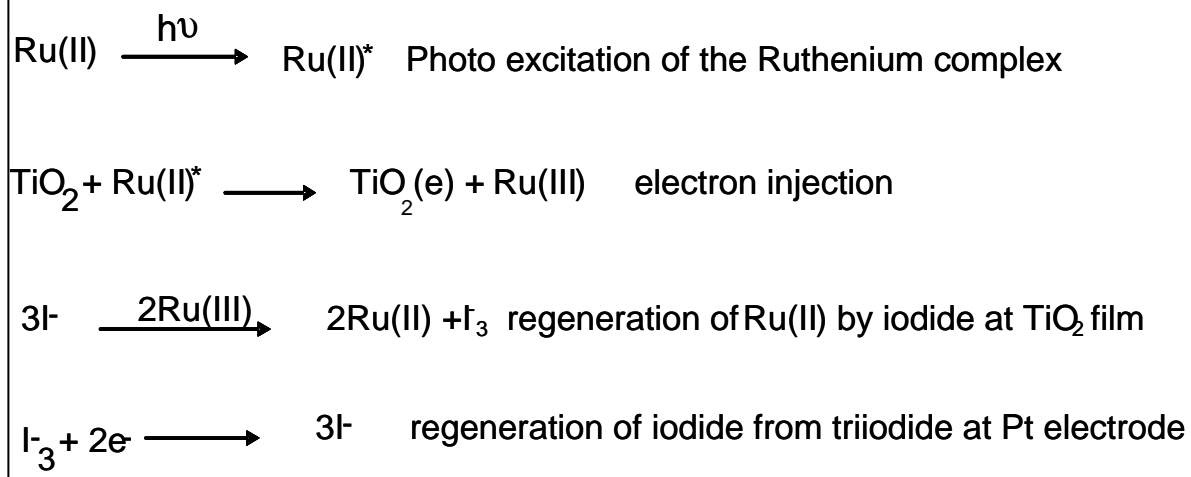 hυ
Ru(II) → Ru(II)* Photo excitation of the Ruthenium complex
TiO2 + Ru(II)* → TiO2(e) + Ru(III) electron injection
3I- 2Ru(III) → 2Ru(II) +I-3 regeneration of Ru(II) by iodide at TiO2 film
I-3 + 2e- → 3I- regeneration of iodide from triiodide at Pt electrode